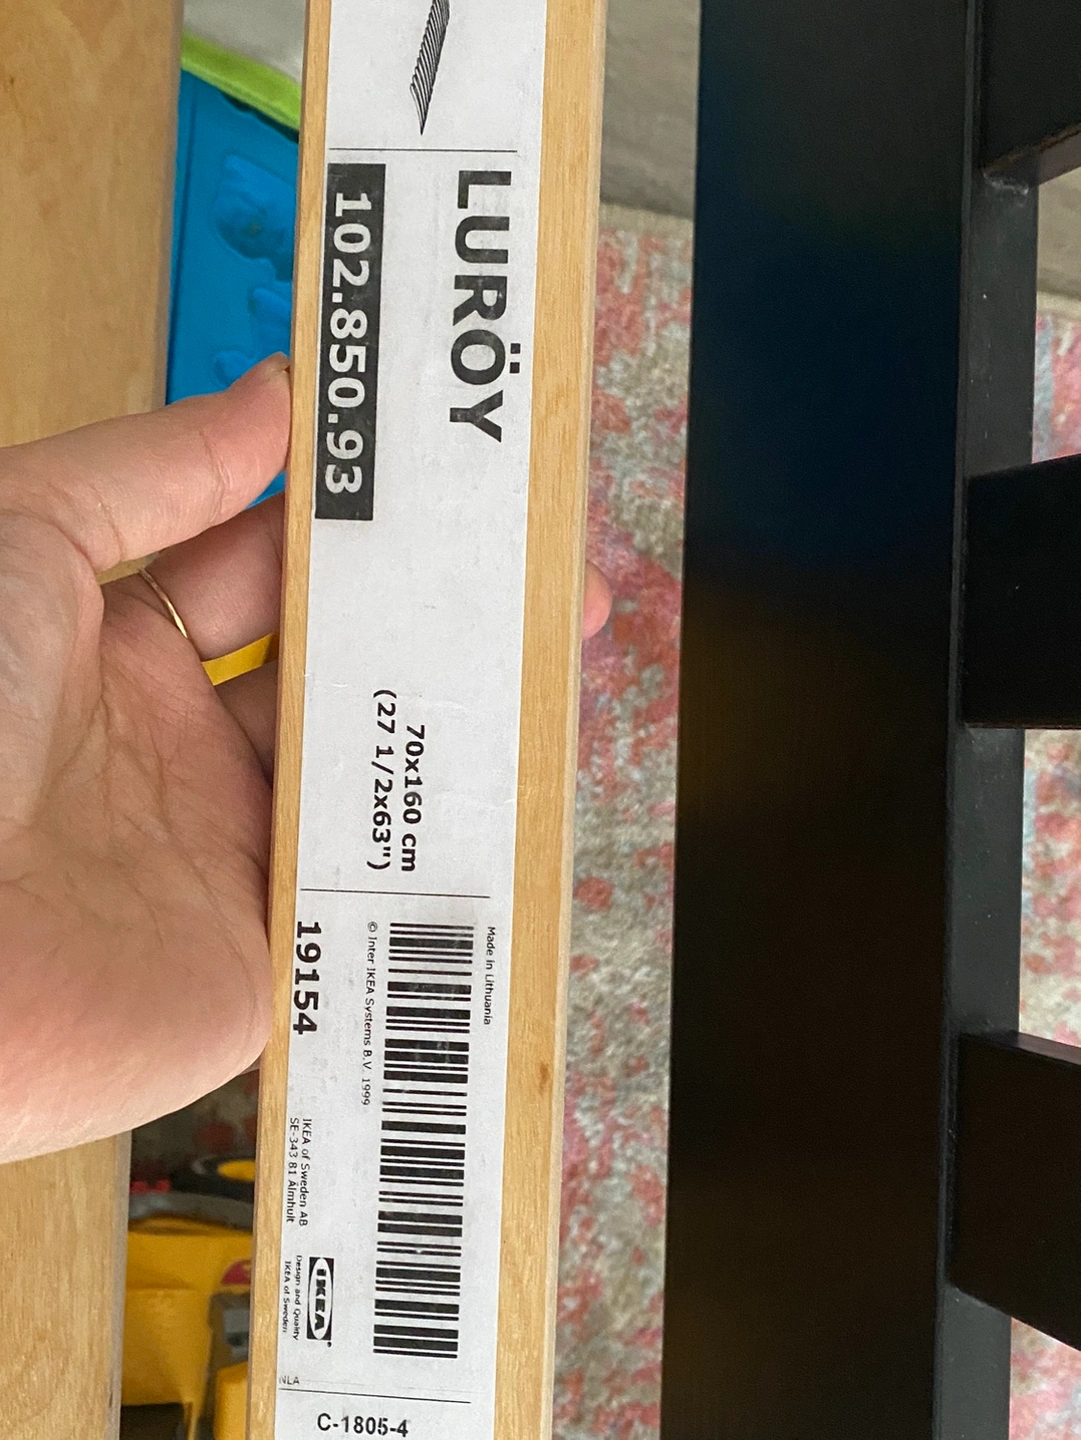 LURÖY
102.850.93
70x160 cm
(27 1/2x63")
Made in Lithuania
© Inter IKEA Systems B.V. 1999
19154
IKEA of Sweden AB
SE-343 81 Älmhult
IKEA®
Design and Quality
IKEA of Sweden
NLA
C-1805-4